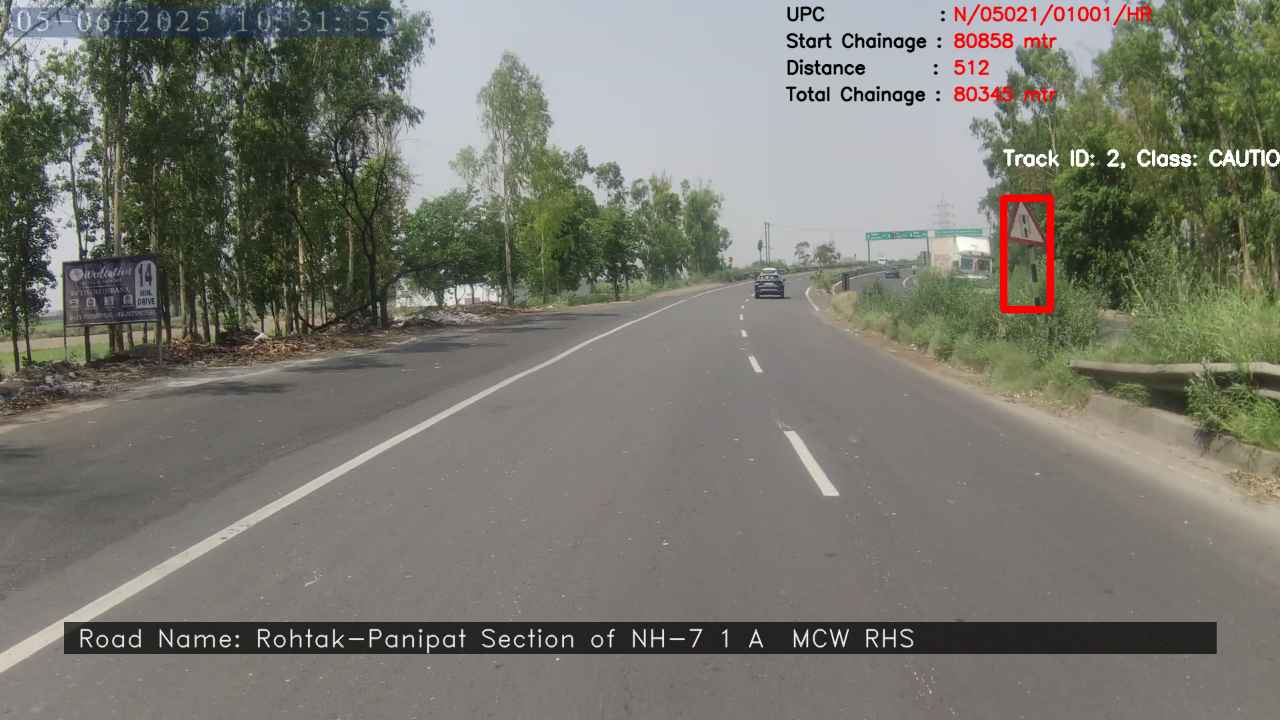 05-06-2025 10:31:55
UPC : N/05021/01001/HR
Start Chainage : 80858 mtr
Distance : 512
Total Chainage : 80345 mtr
Track ID: 2, Class: CAUTIO
14
MIN.
DRIVE
Road Name: Rohtak-Panipat Section of NH-7 1 A MCW RHS